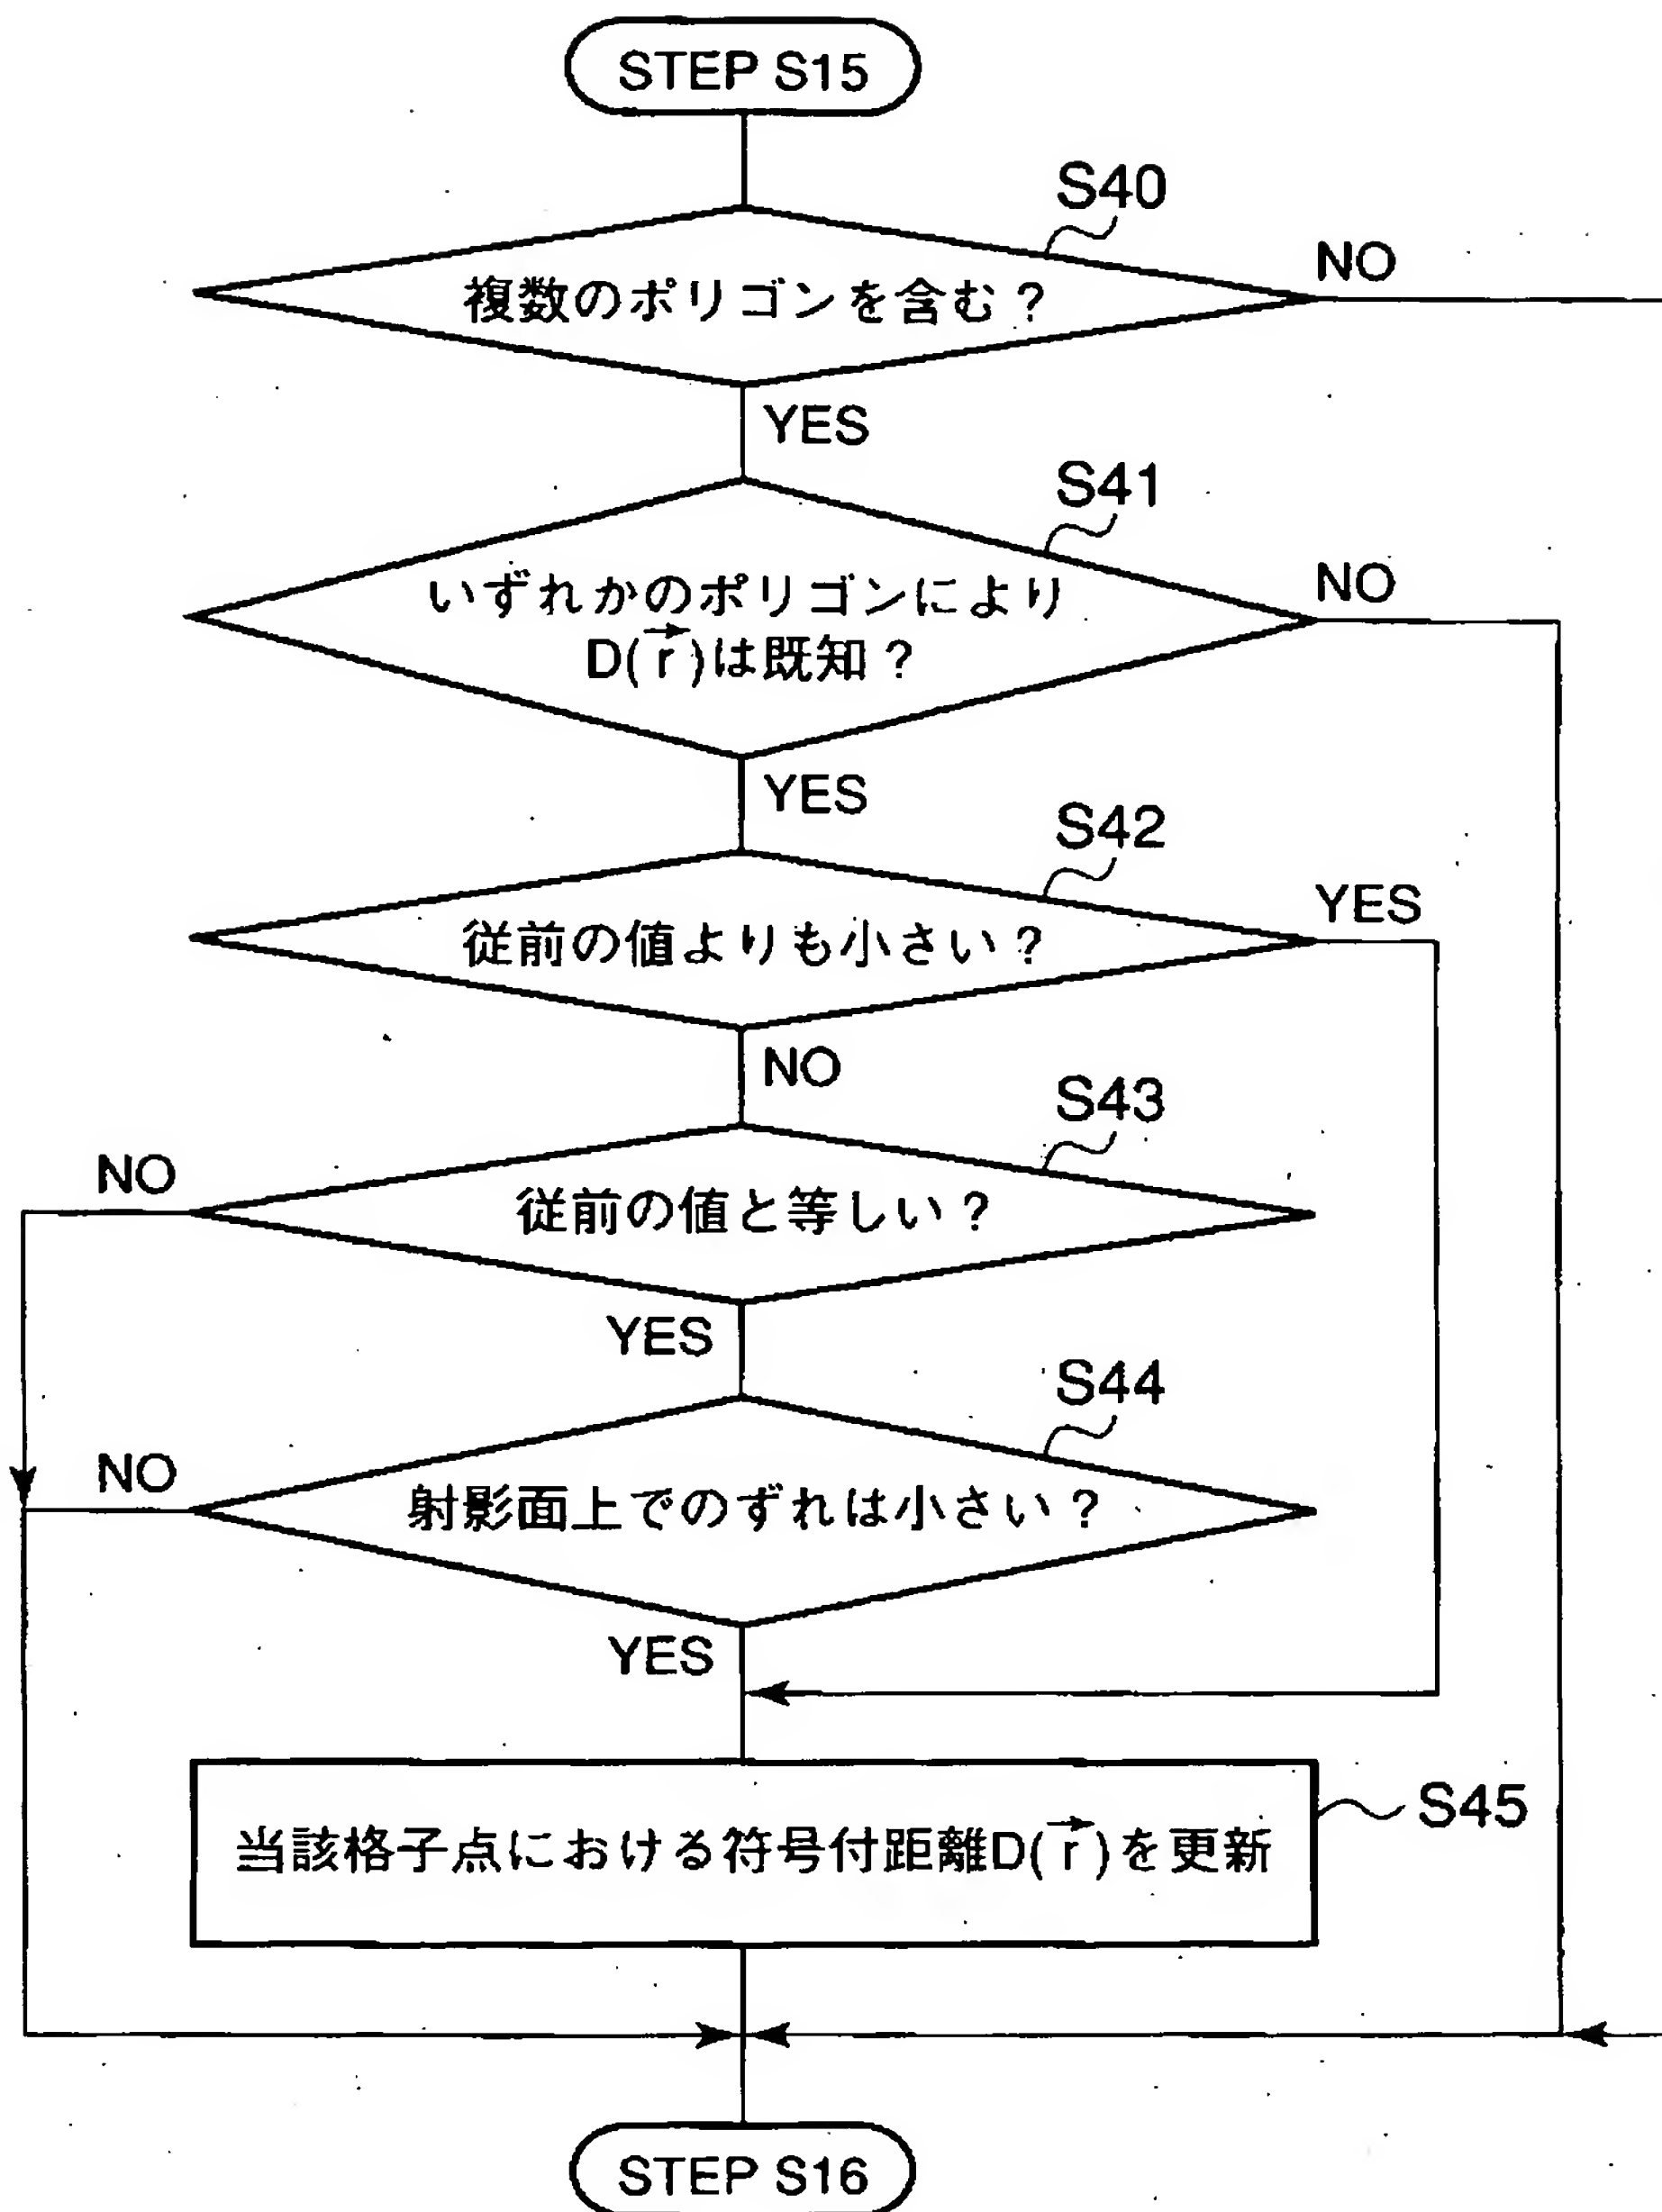 STEP S15
S40
複数のポリゴンを含む?
NO
YES
S41
いずれかのポリゴンにより
D(r⃗)は既知?
NO
YES
S42
従前の値よりも小さい?
YES
NO
S43
従前の値と等しい?
NO
YES
S44
射影面上でのずれは小さい?
NO
YES
当該格子点における符号付距離D(r⃗)を更新
S45
STEP S16